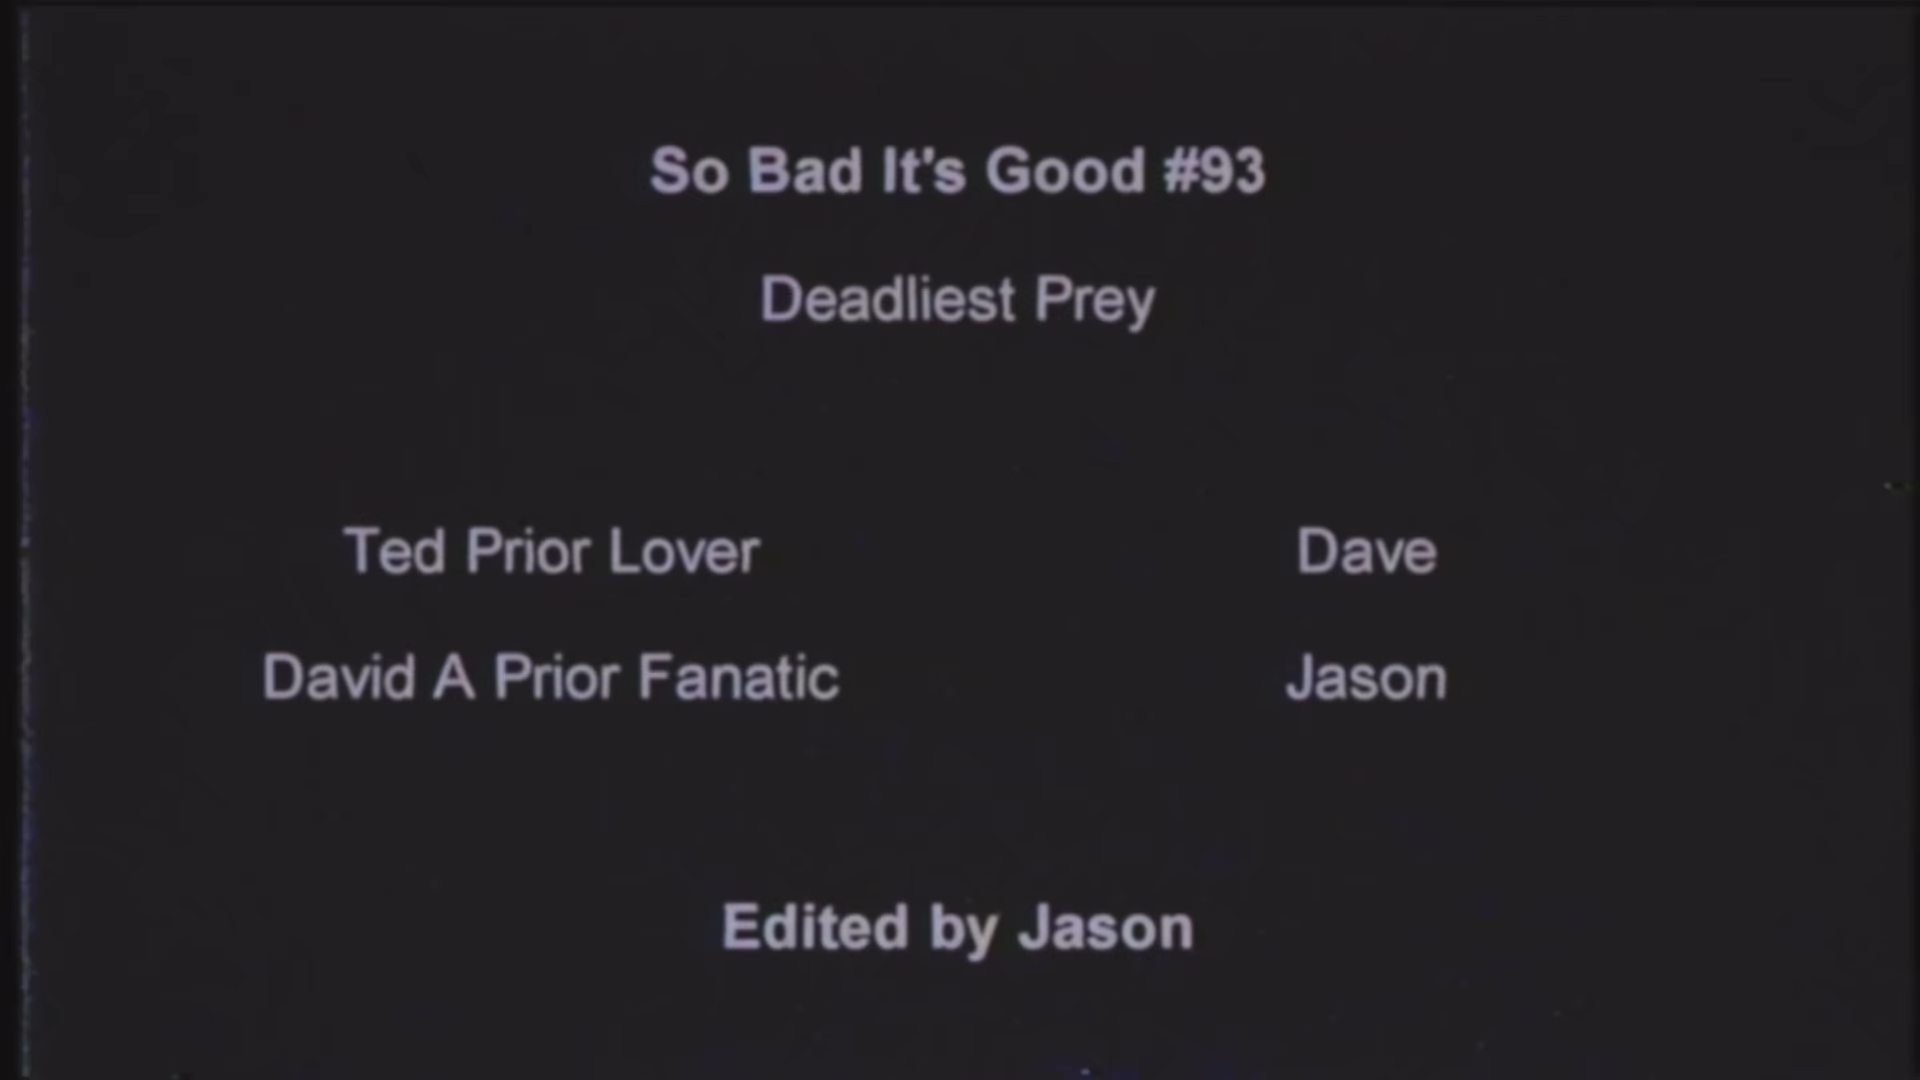 So Bad It's Good #93
Deadliest Prey
Ted Prior Lover Dave
David A Prior Fanatic Jason
Edited by Jason